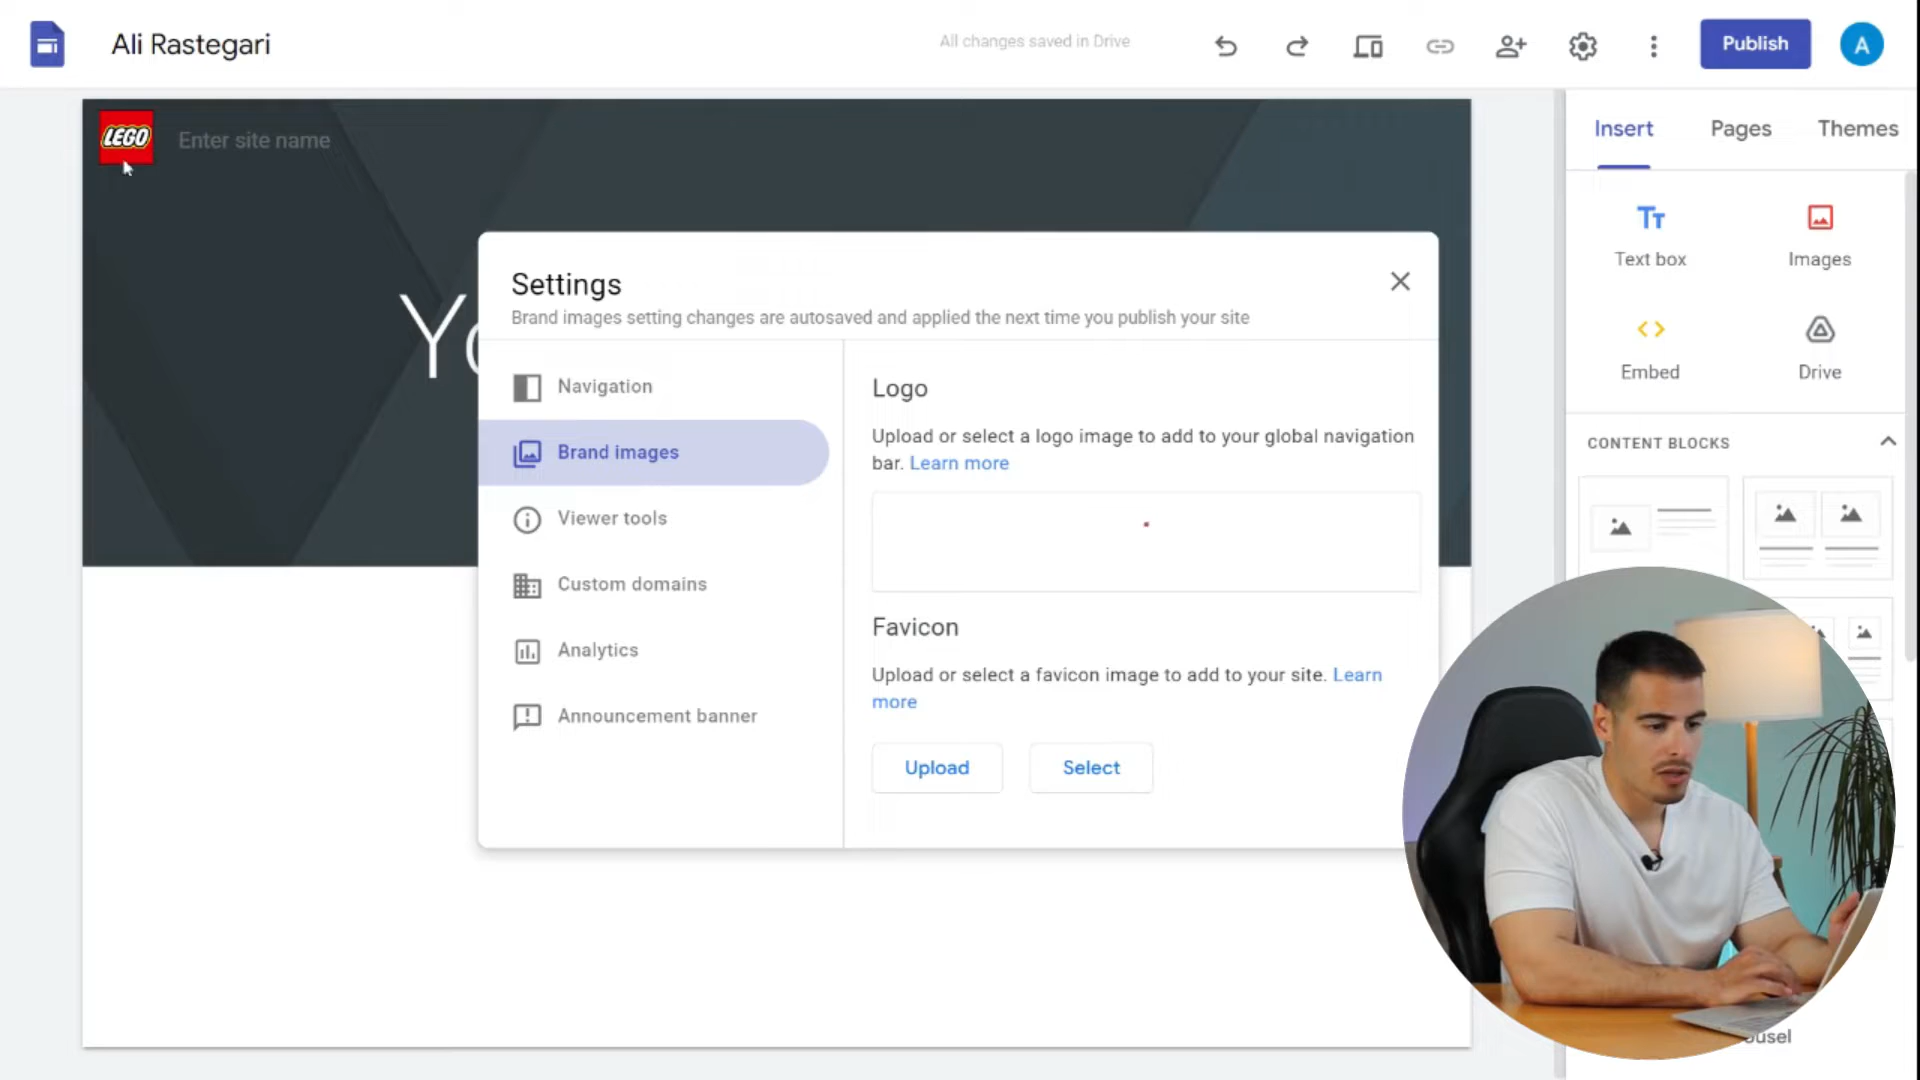 Ali Rastegari
All changes saved in Drive
Publish
A
LEGO
Enter site name
Yo
Settings
Brand images setting changes are autosaved and applied the next time you publish your site
Navigation
Brand images
Viewer tools
Custom domains
Analytics
Announcement banner
Logo
Upload or select a logo image to add to your global navigation
bar. Learn more
Favicon
Upload or select a favicon image to add to your site. Learn
more
Upload
Select
Insert
Pages
Themes
Text box
Images
Embed
Drive
CONTENT BLOCKS
ousel